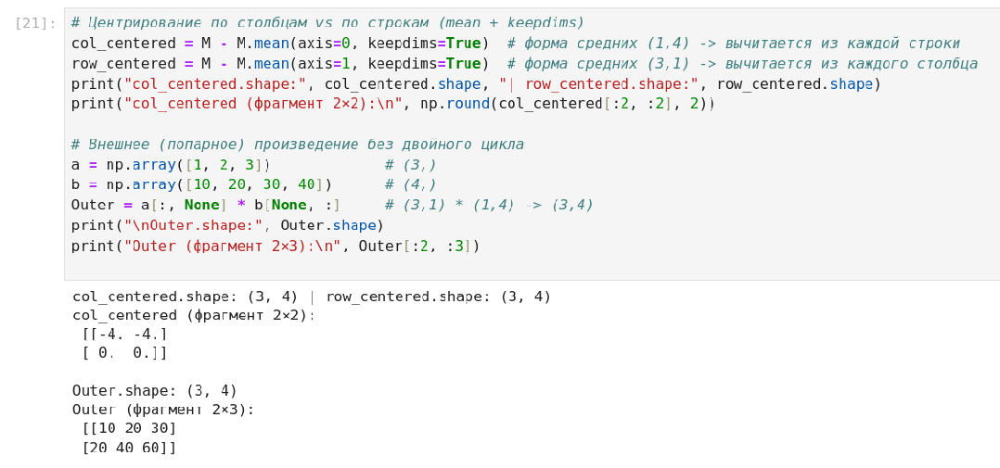 [21]:
# Центрирование по столбцам vs по строкам (mean + keepdims)
col_centered = M - M.mean(axis=0, keepdims=True)  # форма средних (1,4) -> вычитается из каждой строки
row_centered = M - M.mean(axis=1, keepdims=True)  # форма средних (3,1) -> вычитается из каждого столбца
print("col_centered.shape:", col_centered.shape, "| row_centered.shape:", row_centered.shape)
print("col_centered (фрагмент 2×2):\n", np.round(col_centered[:2, :2], 2))
# Внешнее (попарное) произведение без двойного цикла
a = np.array([1, 2, 3])             # (3,)
b = np.array([10, 20, 30, 40])      # (4,)
Outer = a[:, None] * b[None, :]     # (3,1) * (1,4) -> (3,4)
print("\nOuter.shape:", Outer.shape)
print("Outer (фрагмент 2×3):\n", Outer[:2, :3])
col_centered.shape: (3, 4) | row_centered.shape: (3, 4)
col_centered (фрагмент 2×2):
[[-4. -4.]
[ 0.  0.]]
Outer.shape: (3, 4)
Outer (фрагмент 2×3):
[[10 20 30]
[20 40 60]]